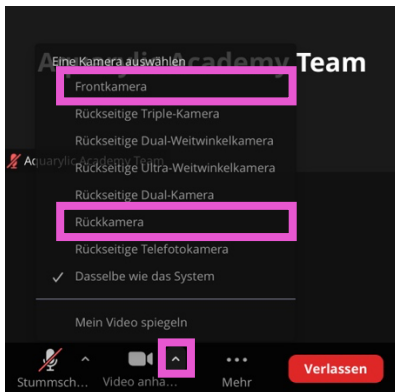 Aquarylic Academy Team
Eine Kamera auswählen
Frontkamera
Rückseitige Triple-Kamera
Rückseitige Dual-Weitwinkelkamera
Aquarylic Academy Team
Rückseitige Ultra-Weitwinkelkamera
Rückseitige Dual-Kamera
Rückkamera
Rückseitige Telefotokamera
Dasselbe wie das System
Mein Video spiegeln
Stummsch... Video anha... Mehr Verlassen